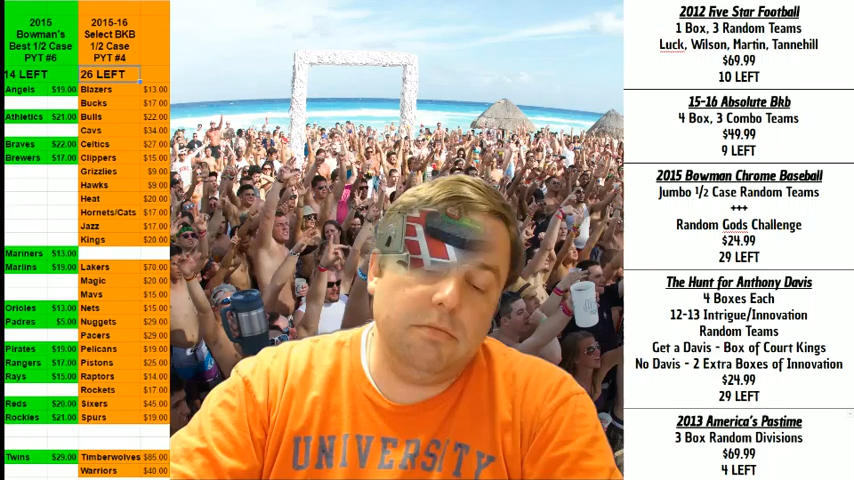 2015
Bowman's
Best 1/2 Case
PYT #6
14 LEFT
Angels $19.00
Athletics $21.00
Braves $22.00
Brewers $17.00
Mariners $13.00
Marlins $19.00
Orioles $13.00
Padres $5.00
Pirates $19.00
Rangers $17.00
Rays $15.00
Reds $20.00
Rockies $21.00
Twins $29.00
2015-16
Select BKB
1/2 Case
PYT #4
26 LEFT
Blazers $13.00
Bucks $17.00
Bulls $22.00
Cavs $34.00
Celtics $27.00
Clippers $15.00
Grizzlies $9.00
Hawks $9.00
Heat $20.00
Hornets/Cats $17.00
Jazz $17.00
Kings $20.00
Lakers $70.00
Magic $20.00
Mavs $15.00
Nets $15.00
Nuggets $29.00
Pacers $29.00
Pelicans $19.00
Pistons $25.00
Raptors $14.00
Rockets $17.00
Sixers $45.00
Spurs $19.00
Timberwolves $85.00
Warriors $40.00
UNIVERSITY
2012 Five Star Football
1 Box, 3 Random Teams
Luck, Wilson, Martin, Tannehill
$69.99
10 LEFT
15-16 Absolute Bkb
4 Box, 3 Combo Teams
$49.99
9 LEFT
2015 Bowman Chrome Baseball
Jumbo 1/2 Case Random Teams
+++
Random Gods Challenge
$24.99
29 LEFT
The Hunt for Anthony Davis
4 Boxes Each
12-13 Intrigue/Innovation
Random Teams
Get a Davis - Box of Court Kings
No Davis - 2 Extra Boxes of Innovation
$24.99
29 LEFT
2013 America's Pastime
3 Box Random Divisions
$69.99
4 LEFT